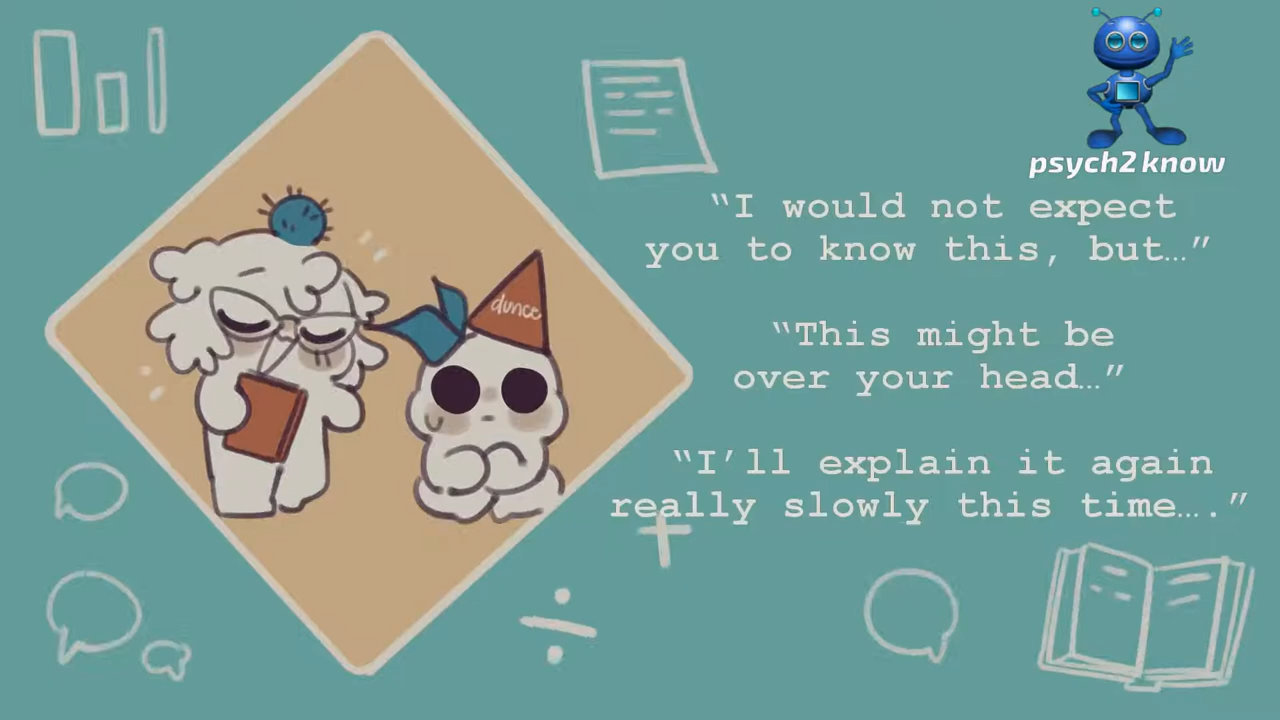 psych2know
“I would not expect
you to know this, but…”
dunce
“This might be
over your head…”
“I’ll explain it again
really slowly this time….”